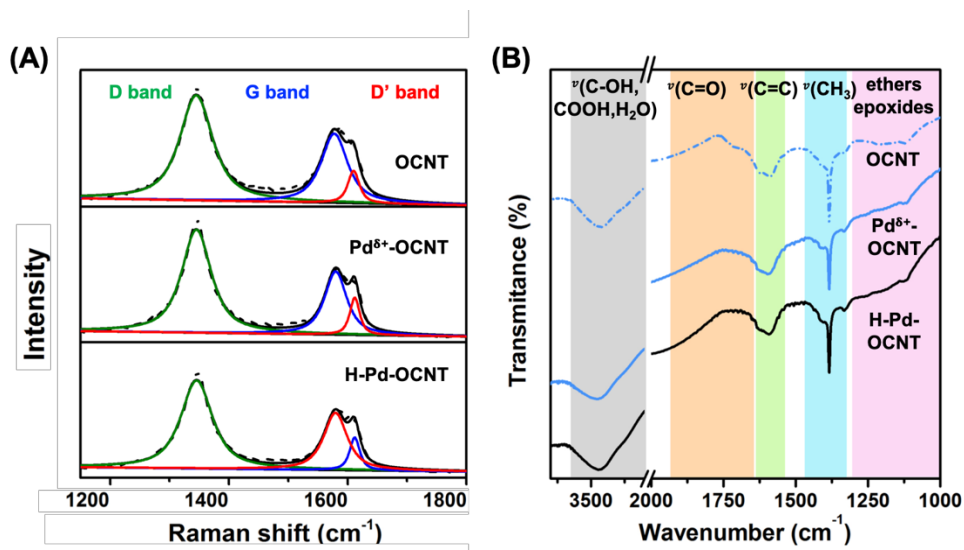 (A)
D band G band D' band
OCNT
Pdδ+-OCNT
H-Pd-OCNT
Intensity
1200 1400 1600 1800
Raman shift (cm-1)
(B)
ν(C-OH,
COOH,H2O)
ν(C=O)
ν(C=C)
ν(CH3)
ethers
epoxides
OCNT
Pdδ+-
OCNT
H-Pd-
OCNT
Transmitance (%)
3500 2000 1750 1500 1250 1000
Wavenumber (cm-1)